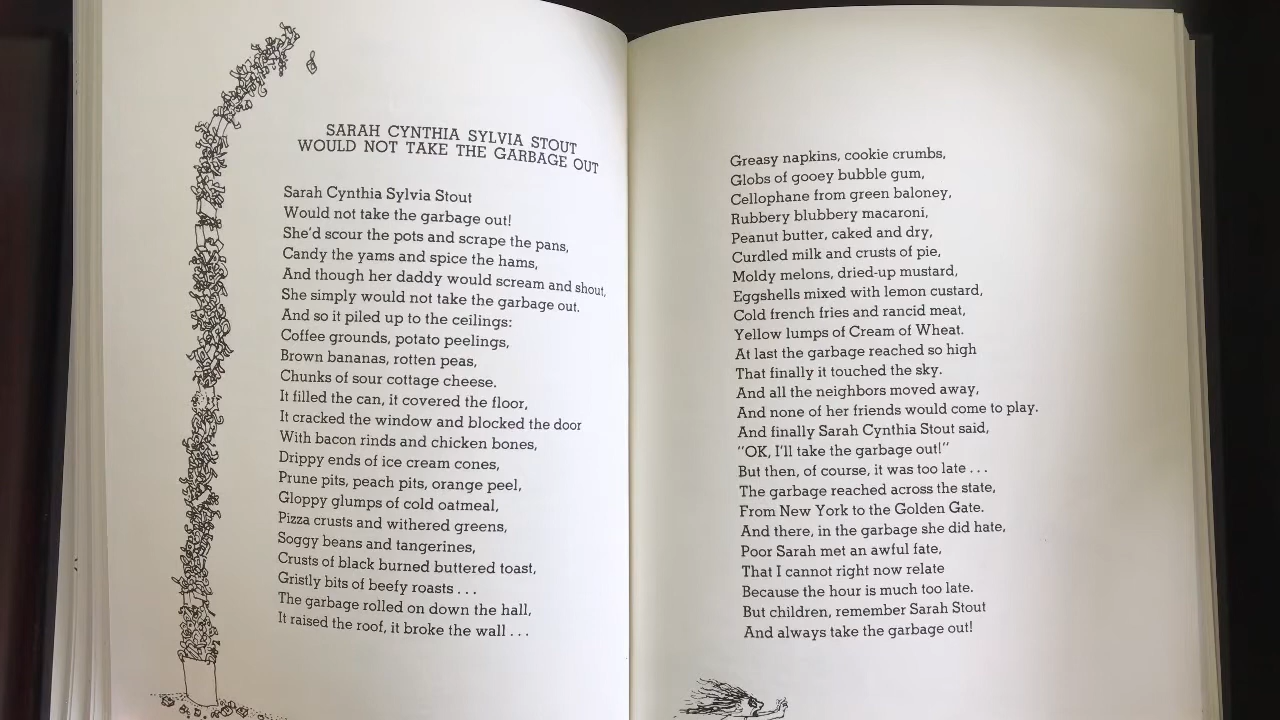 SARAH CYNTHIA SYLVIA STOUT
WOULD NOT TAKE THE GARBAGE OUT
Sarah Cynthia Sylvia Stout
Would not take the garbage out!
She'd scour the pots and scrape the pans,
Candy the yams and spice the hams,
And though her daddy would scream and shout,
She simply would not take the garbage out.
And so it piled up to the ceilings:
Coffee grounds, potato peelings,
Brown bananas, rotten peas,
Chunks of sour cottage cheese.
It filled the can, it covered the floor,
It cracked the window and blocked the door
With bacon rinds and chicken bones,
Drippy ends of ice cream cones,
Prune pits, peach pits, orange peel,
Gloppy glumps of cold oatmeal,
Pizza crusts and withered greens,
Soggy beans and tangerines,
Crusts of black burned buttered toast,
Gristly bits of beefy roasts . . .
The garbage rolled on down the hall,
It raised the roof, it broke the wall . . .
Greasy napkins, cookie crumbs,
Globs of gooey bubble gum,
Cellophane from green baloney,
Rubbery blubbery macaroni,
Peanut butter, caked and dry,
Curdled milk and crusts of pie,
Moldy melons, dried-up mustard,
Eggshells mixed with lemon custard,
Cold french fries and rancid meat,
Yellow lumps of Cream of Wheat.
At last the garbage reached so high
That finally it touched the sky.
And all the neighbors moved away,
And none of her friends would come to play.
And finally Sarah Cynthia Stout said,
"OK, I'll take the garbage out!"
But then, of course, it was too late . . .
The garbage reached across the state,
From New York to the Golden Gate.
And there, in the garbage she did hate,
Poor Sarah met an awful fate,
That I cannot right now relate
Because the hour is much too late.
But children, remember Sarah Stout
And always take the garbage out!